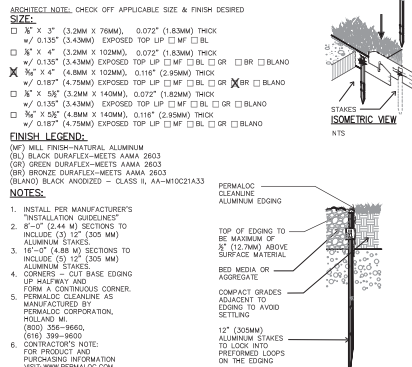 ARCHITECT NOTE: CHECK OFF APPLICABLE SIZE & FINISH DESIRED
SIZE:
☐ ⅛" X 3" (3.2MM X 76MM), 0.072" (1.83MM) THICK
w/ 0.135" (3.43MM) EXPOSED TOP LIP ☐ MF ☐ BL
☐ ⅛" X 4" (3.2MM X 102MM), 0.072" (1.83MM) THICK
w/ 0.135" (3.43MM) EXPOSED TOP LIP ☐ MF ☐ BL ☐ GR ☐ BR ☐ BLANO
☒ 3/16" X 4" (4.8MM X 102MM), 0.116" (2.95MM) THICK
w/ 0.187" (4.75MM) EXPOSED TOP LIP ☐ MF ☐ BL ☐ GR ☒ BR ☐ BLANO
☐ ⅛" X 5½" (3.2MM X 140MM), 0.072" (1.82MM) THICK
w/ 0.135" (3.43MM) EXPOSED TOP LIP ☐ MF ☐ BL ☐ GR ☐ BLANO
☐ 3/16" X 5½" (4.8MM X 140MM), 0.116" (2.95MM) THICK
w/ 0.187" (4.75MM) EXPOSED TOP LIP ☐ MF ☐ BL ☐ GR ☐ BLANO
FINISH LEGEND:
(MF) MILL FINISH-NATURAL ALUMINUM
(BL) BLACK DURAFLEX-MEETS AAMA 2603
(GR) GREEN DURAFLEX-MEETS AAMA 2603
(BR) BRONZE DURAFLEX-MEETS AAMA 2603
(BLANO) BLACK ANODIZED - CLASS II, AA-M10C21A33
NOTES:
1. INSTALL PER MANUFACTURER'S
"INSTALLATION GUIDELINES"
2. 8'-0" (2.44 M) SECTIONS TO
INCLUDE (3) 12" (305 MM)
ALUMINUM STAKES.
3. 16'-0" (4.88 M) SECTIONS TO
INCLUDE (5) 12" (305 MM)
ALUMINUM STAKES.
4. CORNERS - CUT BASE EDGING
UP HALFWAY AND
FORM A CONTINUOUS CORNER.
5. PERMALOC CLEANLINE AS
MANUFACTURED BY
PERMALOC CORPORATION,
HOLLAND MI.
(800) 356-9660,
(616) 399-9600
6. CONTRACTOR'S NOTE:
FOR PRODUCT AND
PURCHASING INFORMATION
VISIT: WWW.PERMALOC.COM
STAKES
ISOMETRIC VIEW
NTS
PERMALOC
CLEANLINE
ALUMINUM EDGING
TOP OF EDGING TO
BE MAXIMUM OF
½" (12.7MM) ABOVE
SURFACE MATERIAL
BED MEDIA OR
AGGREGATE
COMPACT GRADES
ADJACENT TO
EDGING TO AVOID
SETTLING
12" (305MM)
ALUMINUM STAKES
TO LOCK INTO
PREFORMED LOOPS
ON THE EDGING